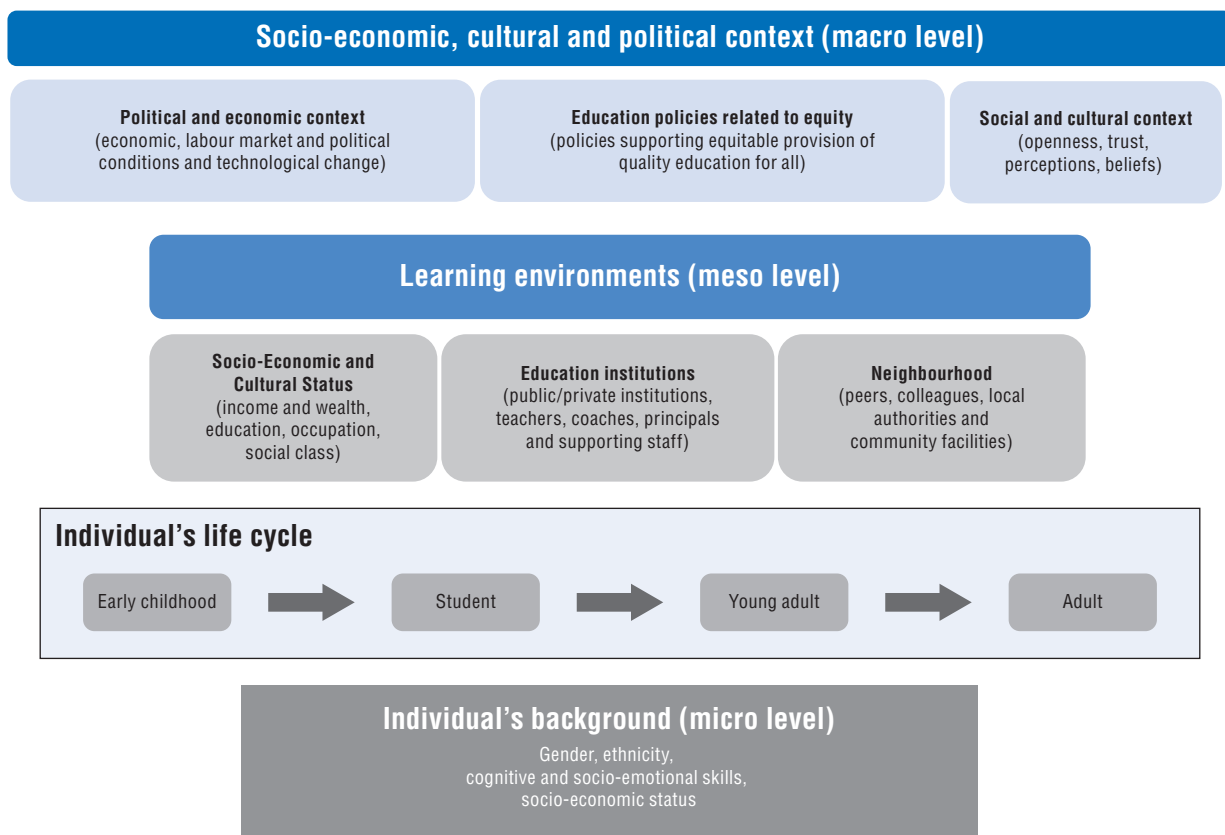 Socio-economic, cultural and political context (macro level)
Political and economic context
(economic, labour market and political
conditions and technological change)
Education policies related to equity
(policies supporting equitable provision of
quality education for all)
Social and cultural context
(openness, trust,
perceptions, beliefs)
Learning environments (meso level)
Socio-Economic and
Cultural Status
(income and wealth,
education, occupation,
social class)
Education institutions
(public/private institutions,
teachers, coaches, principals
and supporting staff)
Neighbourhood
(peers, colleagues, local
authorities and
community facilities)
Individual's life cycle
Early childhood
Student
Young adult
Adult
Individual's background (micro level)
Gender, ethnicity,
cognitive and socio-emotional skills,
socio-economic status